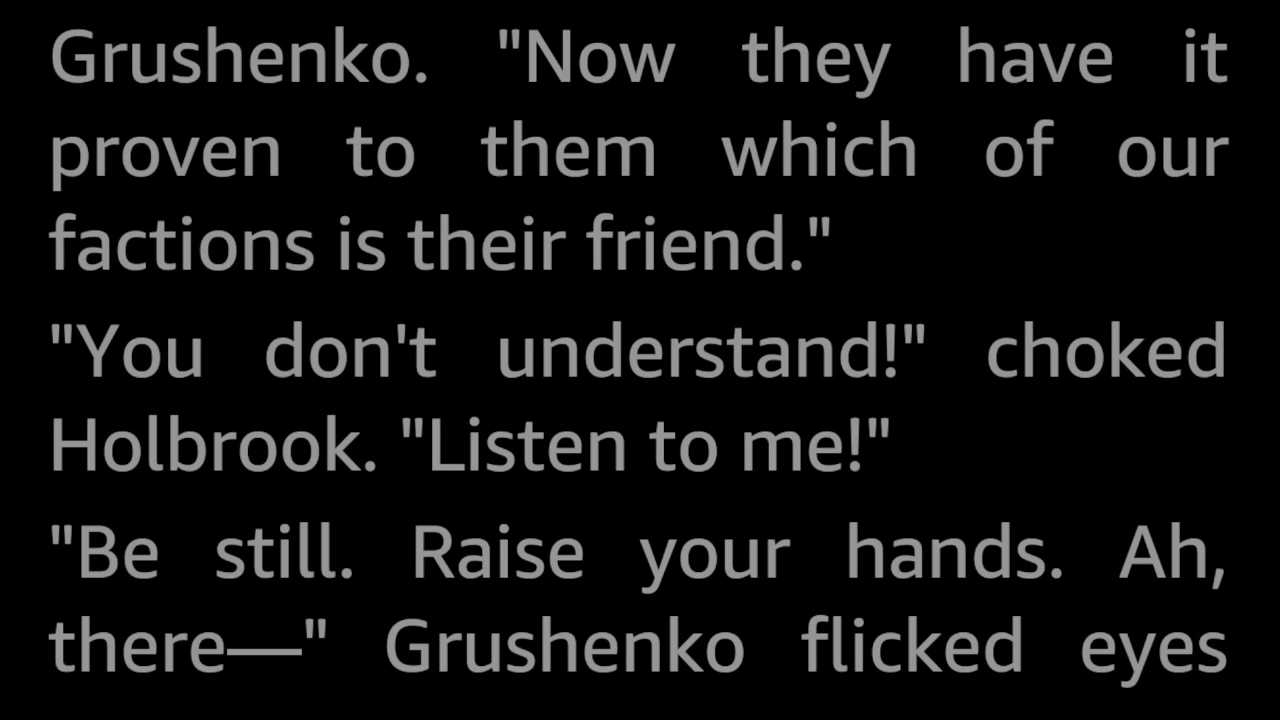 Grushenko. "Now they have it
proven to them which of our
factions is their friend."
"You don't understand!" choked
Holbrook. "Listen to me!"
"Be still. Raise your hands. Ah,
there—" Grushenko flicked eyes